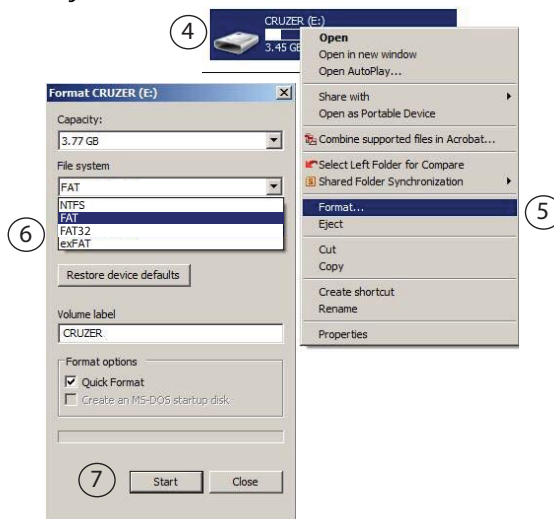 4
CRUZER (E:)
3.45 GB
Open
Open in new window
Open AutoPlay...
Share with
Open as Portable Device
Combine supported files in Acrobat...
Select Left Folder for Compare
S Shared Folder Synchronization
Format...
5
Eject
Cut
Copy
Create shortcut
Rename
Properties
Format CRUZER (E:)
Capacity:
3.77 GB
File system
FAT
NTFS
FAT
FAT32
exFAT
6
Restore device defaults
Volume label
CRUZER
Format options
Quick Format
Create an MS-DOS startup disk
7
Start
Close